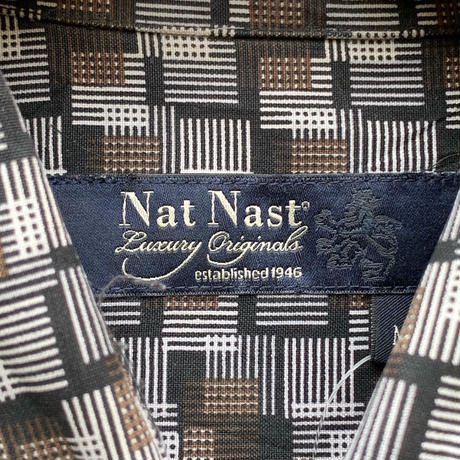 Nat Nast®
Luxury Originals
established 1946
M